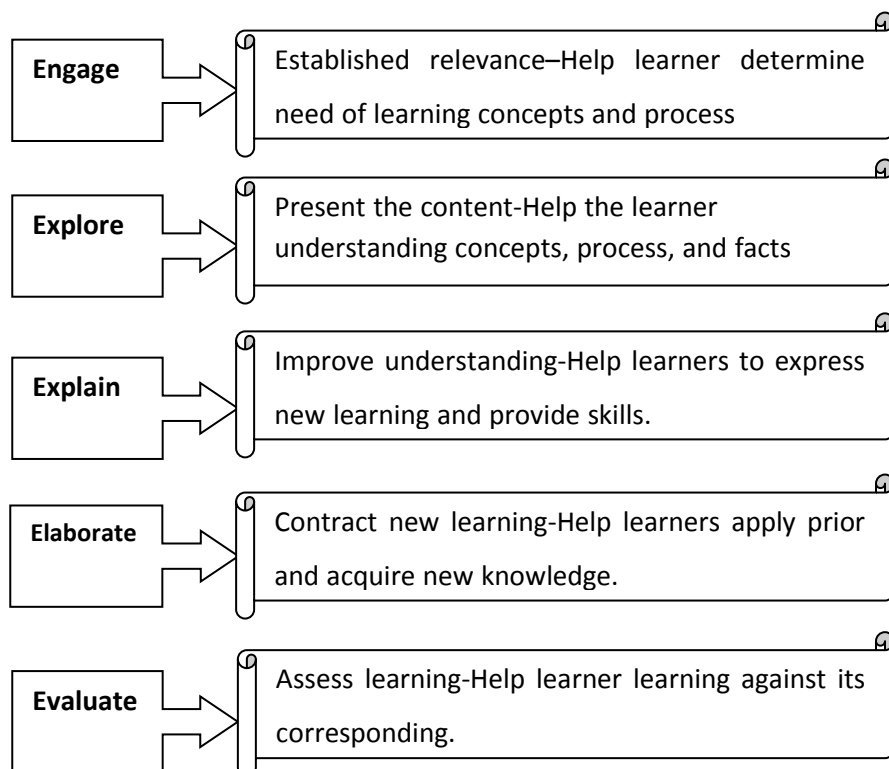 Engage
Established relevance–Help learner determine
need of learning concepts and process
Explore
Present the content-Help the learner
understanding concepts, process, and facts
Explain
Improve understanding-Help learners to express
new learning and provide skills.
Elaborate
Contract new learning-Help learners apply prior
and acquire new knowledge.
Evaluate
Assess learning-Help learner learning against its
corresponding.